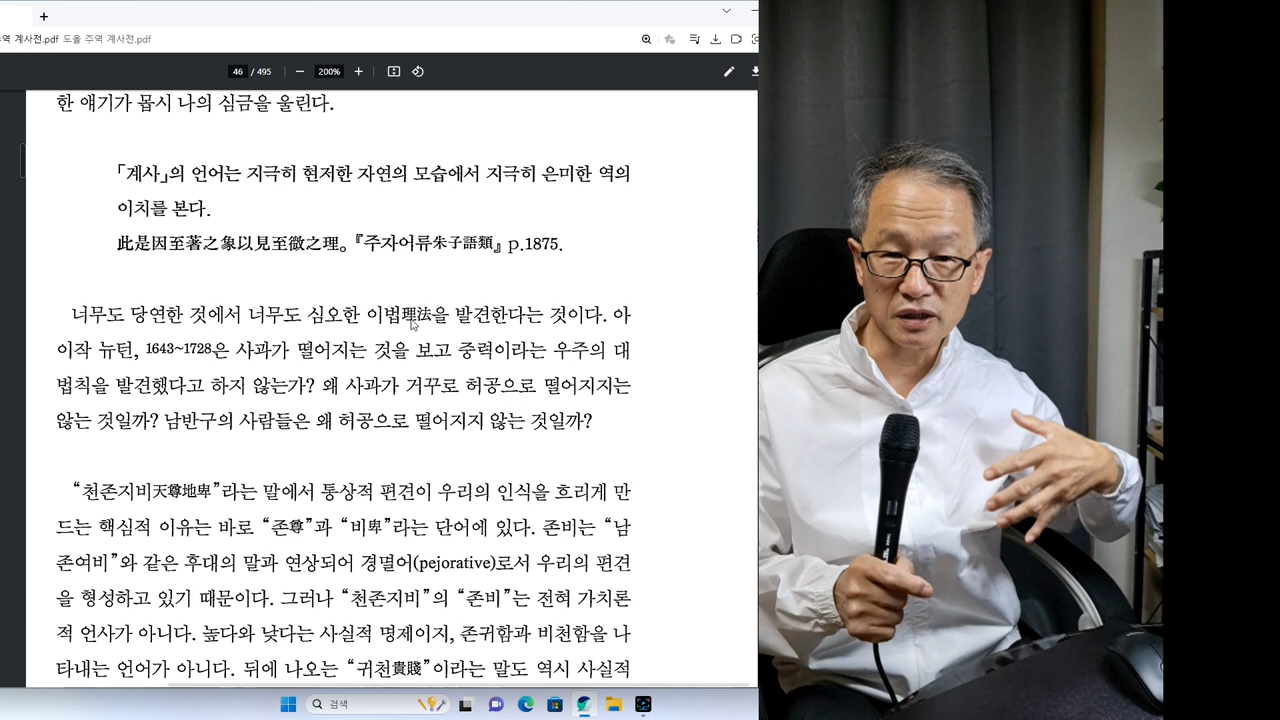 주역 계사전.pdf 도올 주역 계사전.pdf
46 / 495
200%
한 얘기가 몹시 나의 심금을 울린다.
「계사」의 언어는 지극히 현저한 자연의 모습에서 지극히 은미한 역의
이치를 본다.
此是因至著之象以見至微之理。『주자어류朱子語類』 p.1875.
너무도 당연한 것에서 너무도 심오한 이법理法을 발견한다는 것이다. 아
이작 뉴턴, 1643~1728은 사과가 떨어지는 것을 보고 중력이라는 우주의 대
법칙을 발견했다고 하지 않는가? 왜 사과가 거꾸로 허공으로 떨어지지는
않는 것일까? 남반구의 사람들은 왜 허공으로 떨어지지 않는 것일까?
“천존지비天尊地卑”라는 말에서 통상적 편견이 우리의 인식을 흐리게 만
드는 핵심적 이유는 바로 “존尊”과 “비卑”라는 단어에 있다. 존비는 “남
존여비”와 같은 후대의 말과 연상되어 경멸어(pejorative)로서 우리의 편견
을 형성하고 있기 때문이다. 그러나 “천존지비”의 “존비”는 전혀 가치론
적 언사가 아니다. 높다와 낮다는 사실적 명제이지, 존귀함과 비천함을 나
타내는 언어가 아니다. 뒤에 나오는 “귀천貴賤”이라는 말도 역시 사실적
검색